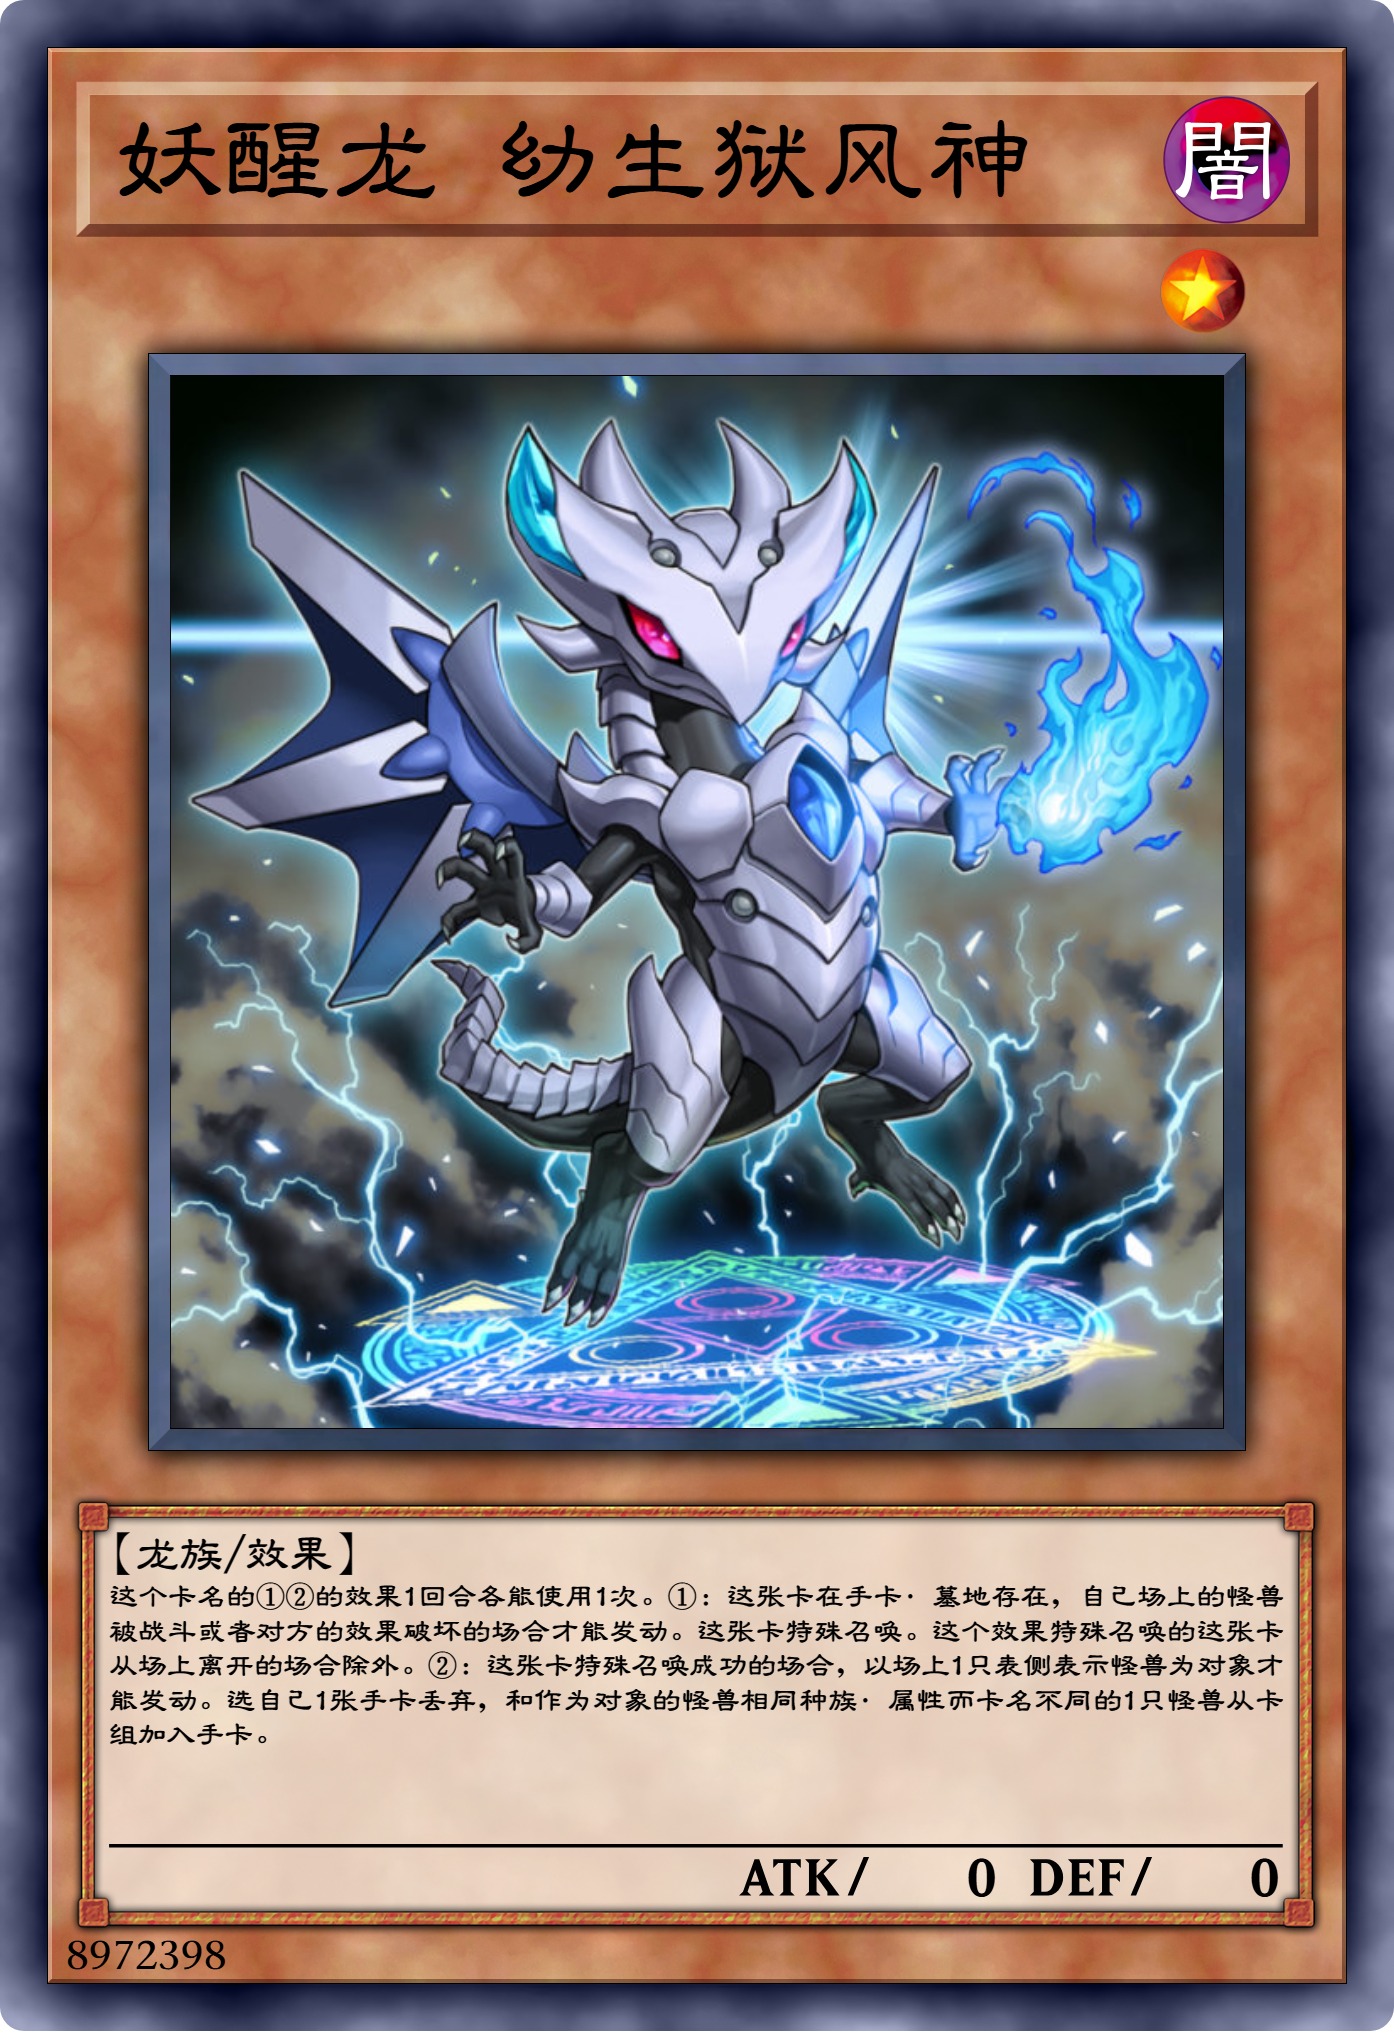 妖醒龙 幼生狱风神
闇
【龙族/效果】
这个卡名的①②的效果1回合各能使用1次。①：这张卡在手卡·墓地存在，自己场上的怪兽
被战斗或者对方的效果破坏的场合才能发动。这张卡特殊召唤。这个效果特殊召唤的这张卡
从场上离开的场合除外。②：这张卡特殊召唤成功的场合，以场上1只表侧表示怪兽为对象才
能发动。选自己1张手卡丢弃，和作为对象的怪兽相同种族·属性而卡名不同的1只怪兽从卡
组加入手卡。
ATK/ 0 DEF/ 0
8972398